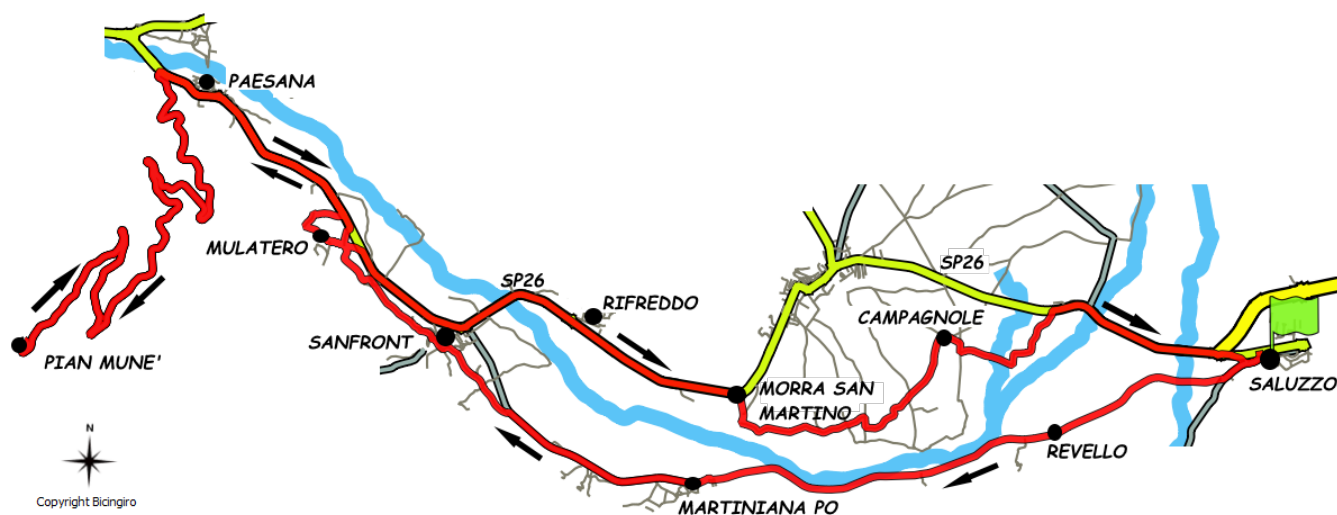 PAESANA
MULATERO
SP26
SP26
RIFREDDO
CAMPAGNOLE
SANFRONT
PIAN MUNE'
SALUZZO
MORRA SAN
MARTINO
REVELLO
MARTINIANA PO
N
Copyright Bicingiro